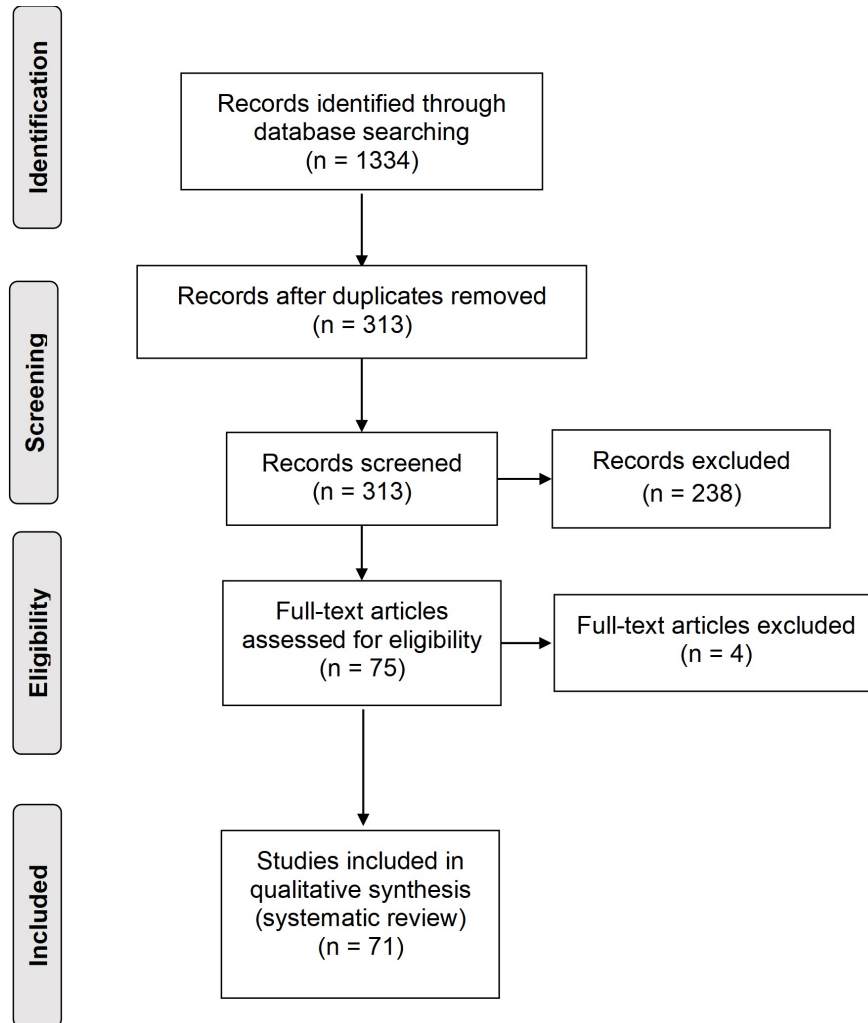 Identification
Records identified through
database searching
(n = 1334)
Screening
Records after duplicates removed
(n = 313)
Records screened
(n = 313)
Records excluded
(n = 238)
Eligibility
Full-text articles
assessed for eligibility
(n = 75)
Full-text articles excluded
(n = 4)
Included
Studies included in
qualitative synthesis
(systematic review)
(n = 71)